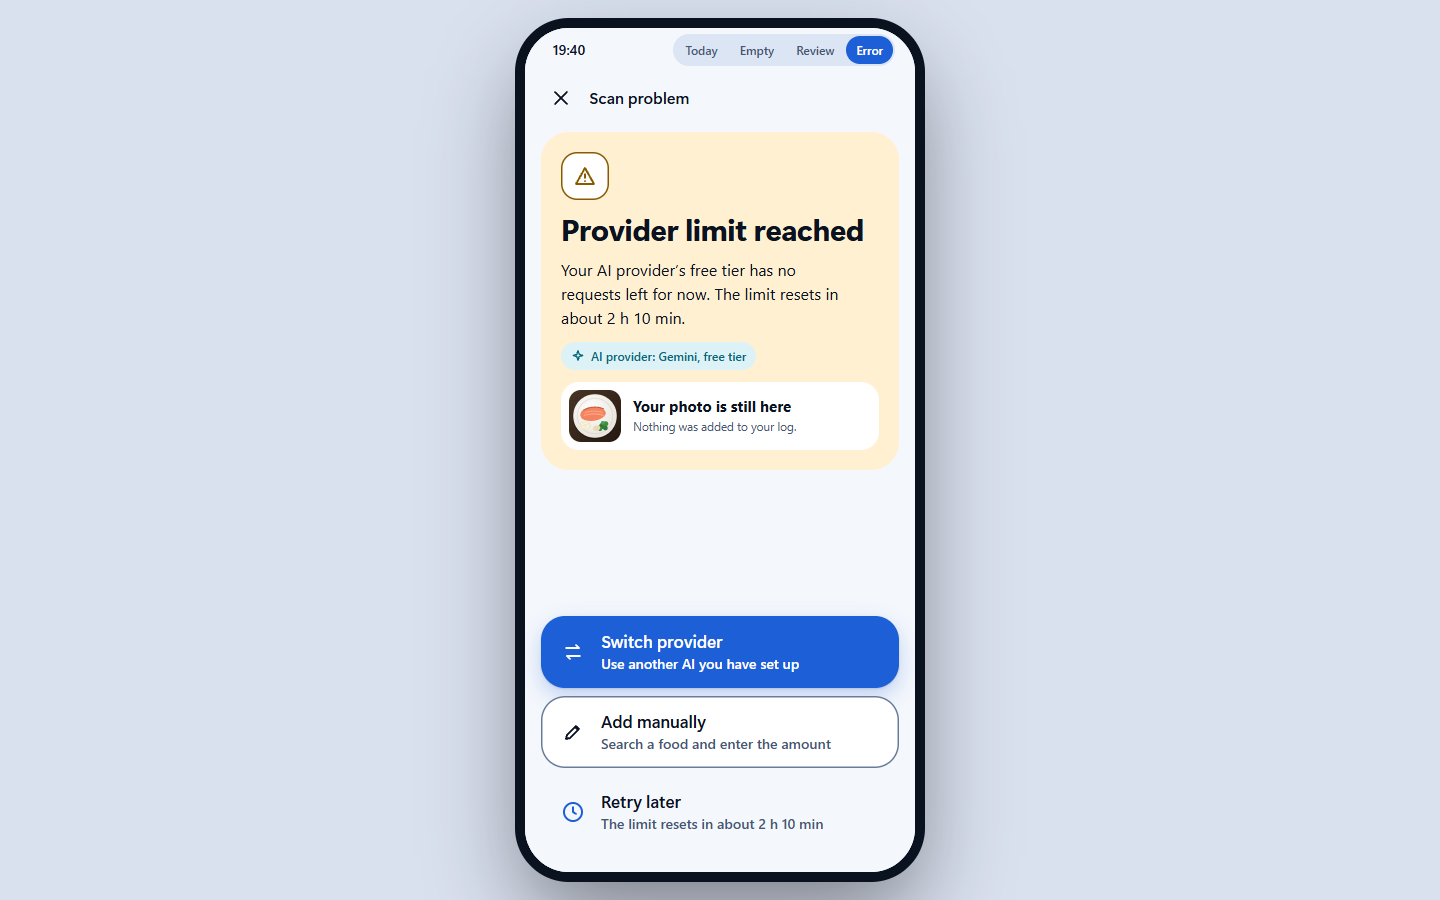 19:40
Today Empty Review Error
Scan problem
Provider limit reached
Your AI provider's free tier has no
requests left for now. The limit resets in
about 2 h 10 min.
AI provider: Gemini, free tier
Your photo is still here
Nothing was added to your log.
Switch provider
Use another AI you have set up
Add manually
Search a food and enter the amount
Retry later
The limit resets in about 2 h 10 min